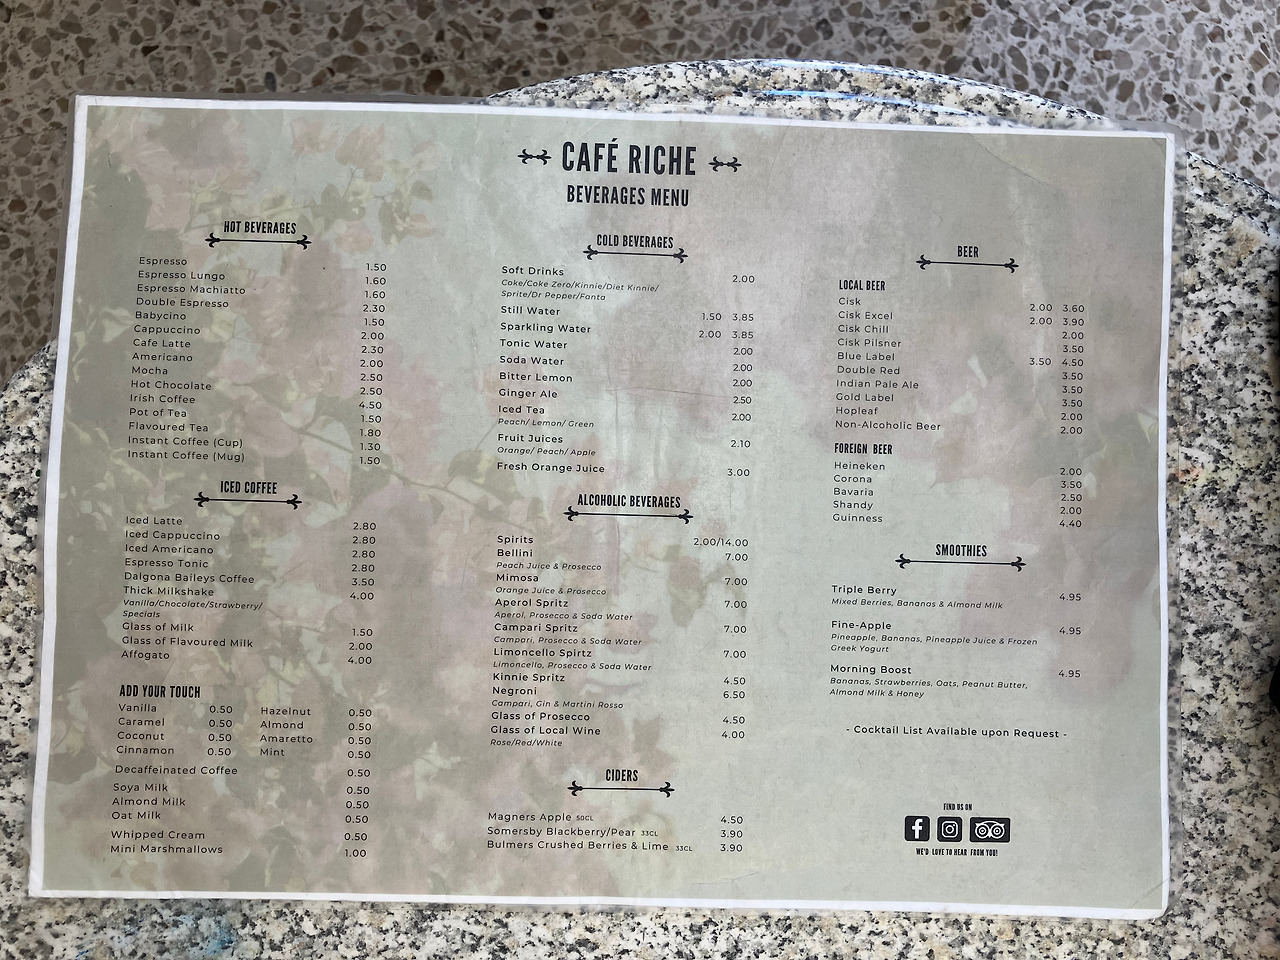 CAFÉ RICHE
BEVERAGES MENU
HOT BEVERAGES
Espresso 1.50
Espresso Lungo 1.60
Espresso Machiatto 1.60
Double Espresso 2.30
Babycino 1.50
Cappuccino 2.00
Cafe Latte 2.30
Americano 2.00
Mocha 2.50
Hot Chocolate 2.50
Irish Coffee 4.50
Pot of Tea 1.50
Flavoured Tea 1.80
Instant Coffee (Cup) 1.30
Instant Coffee (Mug) 1.50
ICED COFFEE
Iced Latte 2.80
Iced Cappuccino 2.80
Iced Americano 2.80
Espresso Tonic 2.80
Dalgona Baileys Coffee 3.50
Thick Milkshake 4.00
Vanilla/Chocolate/Strawberry/
Specials
Glass of Milk 1.50
Glass of Flavoured Milk 2.00
Affogato 4.00
ADD YOUR TOUCH
Vanilla 0.50 Hazelnut 0.50
Caramel 0.50 Almond 0.50
Coconut 0.50 Amaretto 0.50
Cinnamon 0.50 Mint 0.50
Decaffeinated Coffee 0.50
Soya Milk 0.50
Almond Milk 0.50
Oat Milk 0.50
Whipped Cream 0.50
Mini Marshmallows 1.00
COLD BEVERAGES
Soft Drinks 2.00
Coke/Coke Zero/Kinnie/Diet Kinnie/
Sprite/Dr Pepper/Fanta
Still Water 1.50 3.85
Sparkling Water 2.00 3.85
Tonic Water 2.00
Soda Water 2.00
Bitter Lemon 2.00
Ginger Ale 2.50
Iced Tea 2.00
Peach/ Lemon/ Green
Fruit Juices 2.10
Orange/ Peach/ Apple
Fresh Orange Juice 3.00
ALCOHOLIC BEVERAGES
Spirits 2.00/14.00
Bellini 7.00
Peach Juice & Prosecco
Mimosa 7.00
Orange Juice & Prosecco
Aperol Spritz 7.00
Aperol, Prosecco & Soda Water
Campari Spritz 7.00
Campari, Prosecco & Soda Water
Limoncello Spirtz 7.00
Limoncello, Prosecco & Soda Water
Kinnie Spritz 4.50
Negroni 6.50
Campari, Gin & Martini Rosso
Glass of Prosecco 4.50
Glass of Local Wine 4.00
Rose/Red/White
CIDERS
Magners Apple 50CL 4.50
Somersby Blackberry/Pear 33CL 3.90
Bulmers Crushed Berries & Lime 33CL 3.90
BEER
LOCAL BEER
Cisk 2.00 3.60
Cisk Excel 2.00 3.90
Cisk Chill 2.00
Cisk Pilsner 3.50
Blue Label 3.50 4.50
Double Red 3.50
Indian Pale Ale 3.50
Gold Label 3.50
Hopleaf 2.00
Non-Alcoholic Beer 2.00
FOREIGN BEER
Heineken 2.00
Corona 3.50
Bavaria 2.50
Shandy 2.00
Guinness 4.40
SMOOTHIES
Triple Berry 4.95
Mixed Berries, Bananas & Almond Milk
Fine-Apple 4.95
Pineapple, Bananas, Pineapple Juice & Frozen
Greek Yogurt
Morning Boost 4.95
Bananas, Strawberries, Oats, Peanut Butter,
Almond Milk & Honey
- Cocktail List Available upon Request -
FIND US ON
WE'D LOVE TO HEAR FROM YOU!